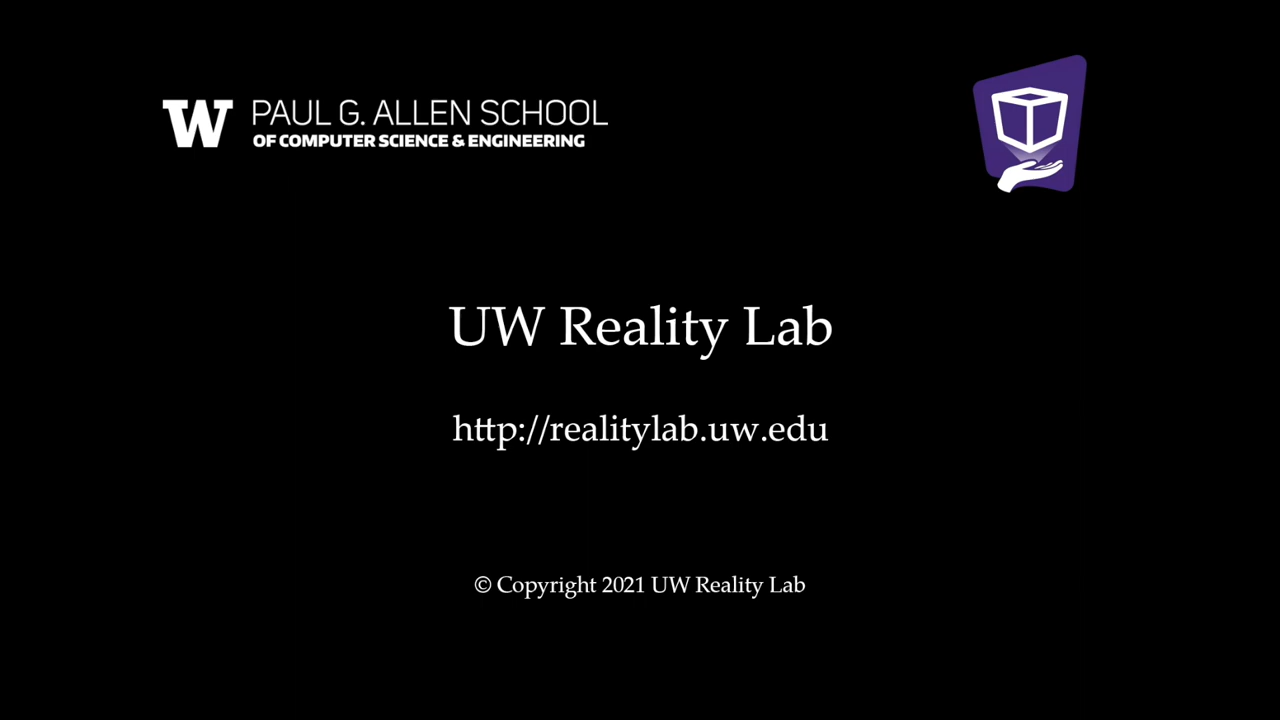 W PAUL G. ALLEN SCHOOL
OF COMPUTER SCIENCE & ENGINEERING
UW Reality Lab
http://realitylab.uw.edu
© Copyright 2021 UW Reality Lab